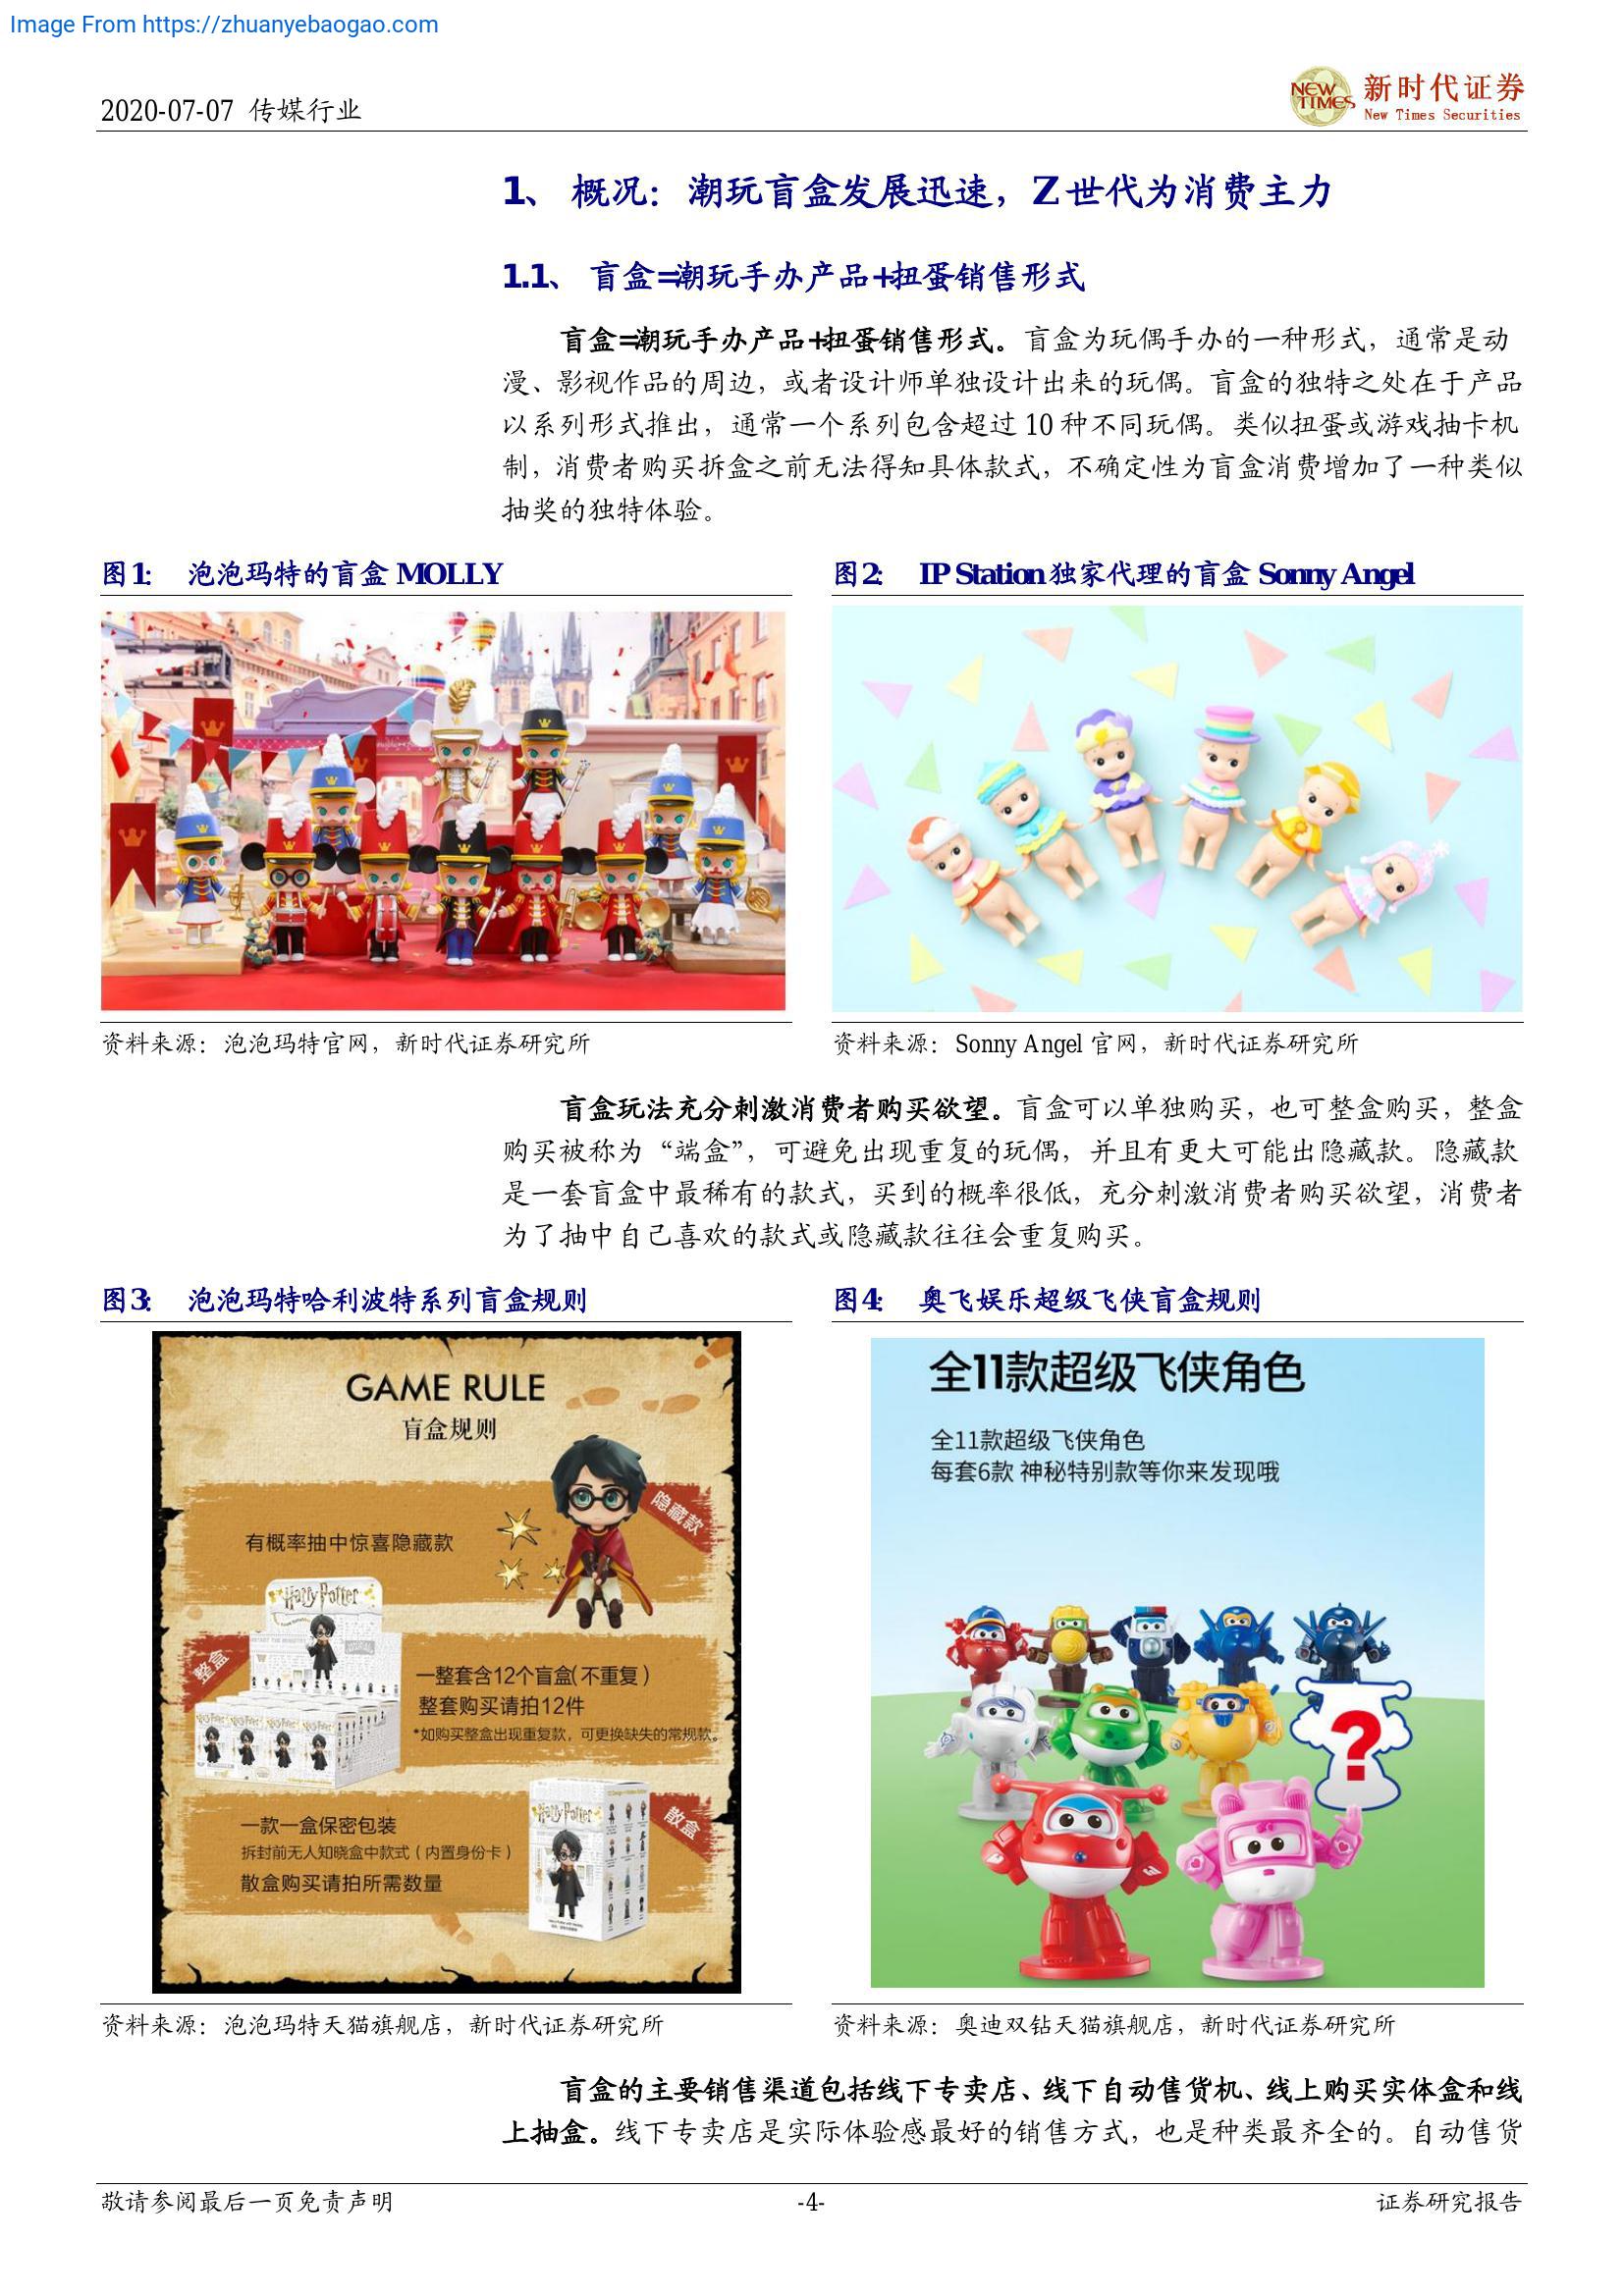 Image From https://zhuanyebaogao.com
2020-07-07 传媒行业
NEW TIMES
新时代证券
New Times Securities
1、 概况：潮玩盲盒发展迅速，Z世代为消费主力
1.1、 盲盒=潮玩手办产品+扭蛋销售形式
盲盒=潮玩手办产品+扭蛋销售形式。盲盒为玩偶手办的一种形式，通常是动
漫、影视作品的周边，或者设计师单独设计出来的玩偶。盲盒的独特之处在于产品
以系列形式推出，通常一个系列包含超过 10 种不同玩偶。类似扭蛋或游戏抽卡机
制，消费者购买拆盒之前无法得知具体款式，不确定性为盲盒消费增加了一种类似
抽奖的独特体验。
图1： 泡泡玛特的盲盒 MOLLY
图2： IP Station 独家代理的盲盒 Sonny Angel
资料来源：泡泡玛特官网，新时代证券研究所
资料来源：Sonny Angel 官网，新时代证券研究所
盲盒玩法充分刺激消费者购买欲望。盲盒可以单独购买，也可整盒购买，整盒
购买被称为“端盒”，可避免出现重复的玩偶，并且有更大可能出隐藏款。隐藏款
是一套盲盒中最稀有的款式，买到的概率很低，充分刺激消费者购买欲望，消费者
为了抽中自己喜欢的款式或隐藏款往往会重复购买。
图3： 泡泡玛特哈利波特系列盲盒规则
图4： 奥飞娱乐超级飞侠盲盒规则
GAME RULE
盲盒规则
隐藏款
有概率抽中惊喜隐藏款
Harry Potter
整盒
一整套含12个盲盒(不重复)
整套购买请拍12件
*如购买整盒出现重复款，可更换缺失的常规款。
Harry Potter
散盒
一款一盒保密包装
拆封前无人知晓盒中款式(内置身份卡)
散盒购买请拍所需数量
全11款超级飞侠角色
全11款超级飞侠角色
每套6款 神秘特别款等你来发现哦
?
资料来源：泡泡玛特天猫旗舰店，新时代证券研究所
资料来源：奥迪双钻天猫旗舰店，新时代证券研究所
盲盒的主要销售渠道包括线下专卖店、线下自动售货机、线上购买实体盒和线
上抽盒。线下专卖店是实际体验感最好的销售方式，也是种类最齐全的。自动售货
敬请参阅最后一页免责声明
-4-
证券研究报告